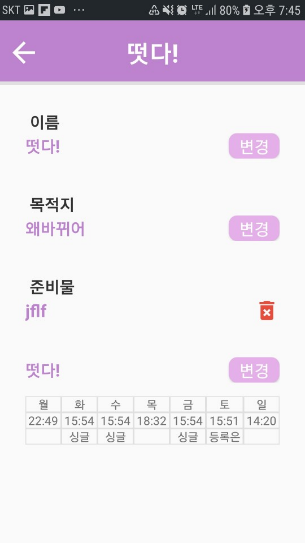 SKT ... LTE 80% 오후 7:45
떳다!
이름
떳다! 변경
목적지
왜바뀌어 변경
준비물
jflf
떳다! 변경
월 화 수 목 금 토 일
22:49 15:54 15:54 18:32 15:54 15:51 14:20
싱글 싱글 싱글 등록은